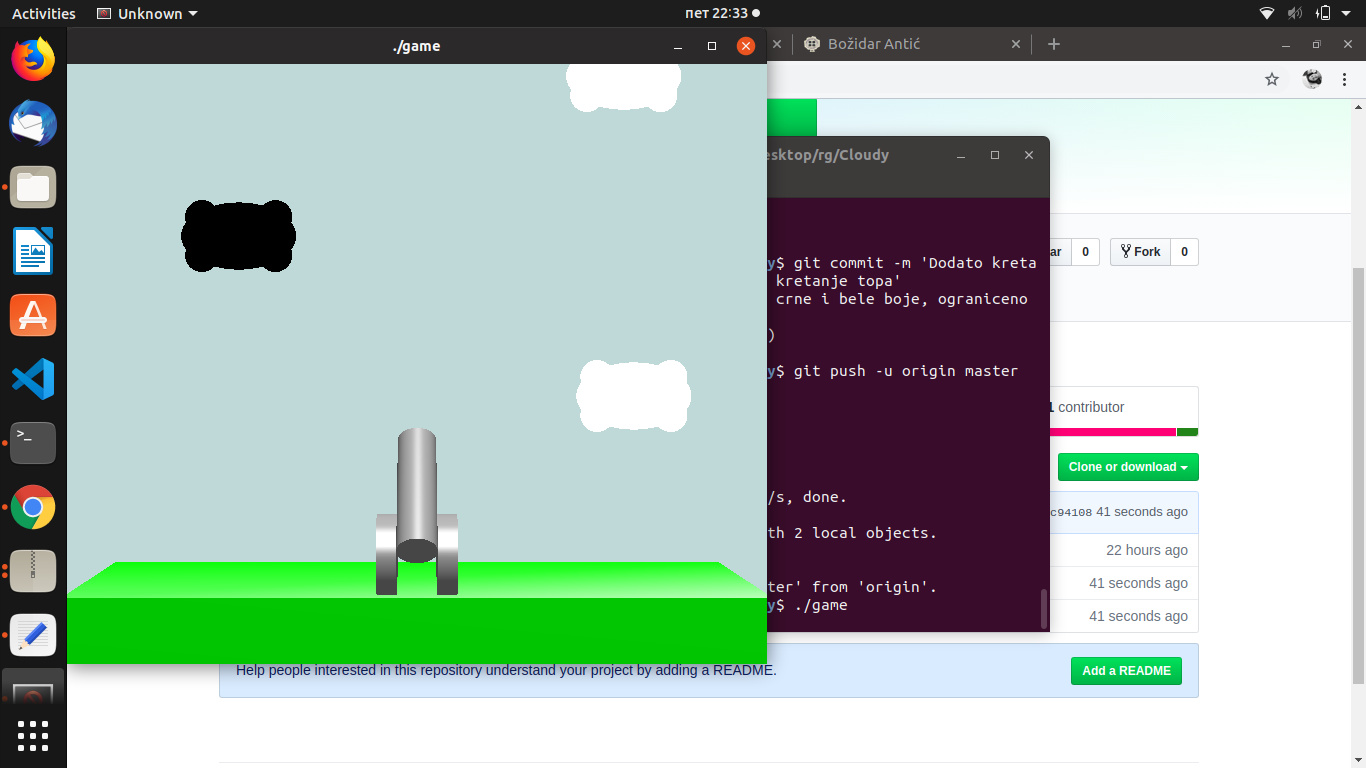 Activities
Unknown
пет 22:33
./game
Božidar Antić
esktop/rg/Cloudy
y$ git commit -m 'Dodato kreta
kretanje topa'
crne i bele boje, ograniceno
)
y$ git push -u origin master
/s, done.
th 2 local objects.
ter' from 'origin'.
y$ ./game
ar 0
Fork 0
1 contributor
Clone or download
c94108 41 seconds ago
22 hours ago
41 seconds ago
41 seconds ago
Help people interested in this repository understand your project by adding a README.
Add a README
>_